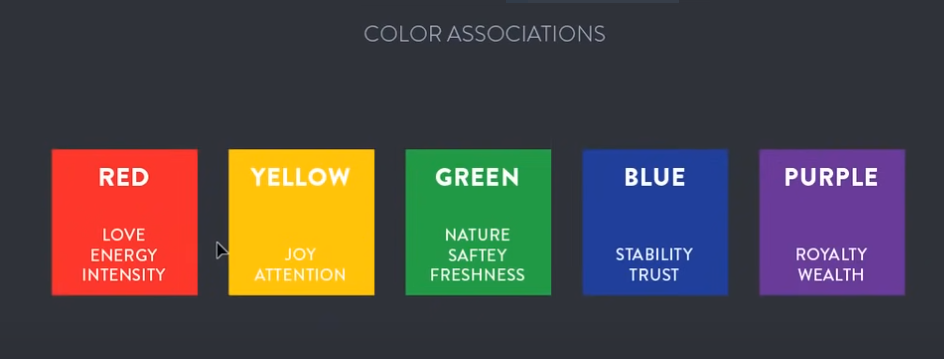 COLOR ASSOCIATIONS
RED
LOVE
ENERGY
INTENSITY
YELLOW
JOY
ATTENTION
GREEN
NATURE
SAFTEY
FRESHNESS
BLUE
STABILITY
TRUST
PURPLE
ROYALTY
WEALTH